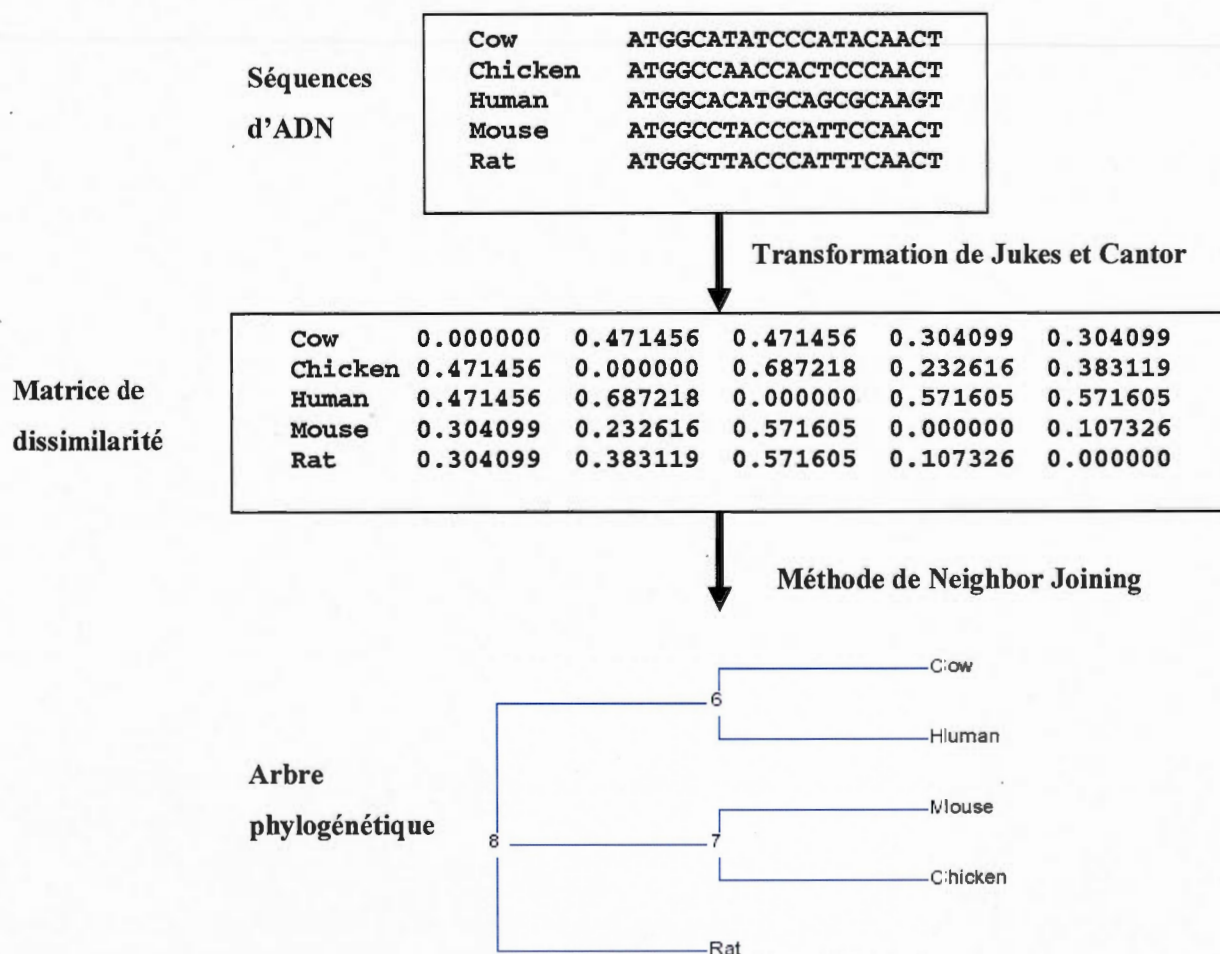 Séquences
d'ADN
Cow ATGGCATATCCCATACAACT
Chicken ATGGCCAACCACTCCCAACT
Human ATGGCACATGCAGCGCAAGT
Mouse ATGGCCTACCCATTCCAACT
Rat ATGGCTTACCCATTTCAACT
Transformation de Jukes et Cantor
Matrice de
dissimilarité
Cow 0.000000 0.471456 0.471456 0.304099 0.304099
Chicken 0.471456 0.000000 0.687218 0.232616 0.383119
Human 0.471456 0.687218 0.000000 0.571605 0.571605
Mouse 0.304099 0.232616 0.571605 0.000000 0.107326
Rat 0.304099 0.383119 0.571605 0.107326 0.000000
Méthode de Neighbor Joining
Arbre
phylogénétique
Cow
6
Human
Mouse
8
7
Chicken
Rat